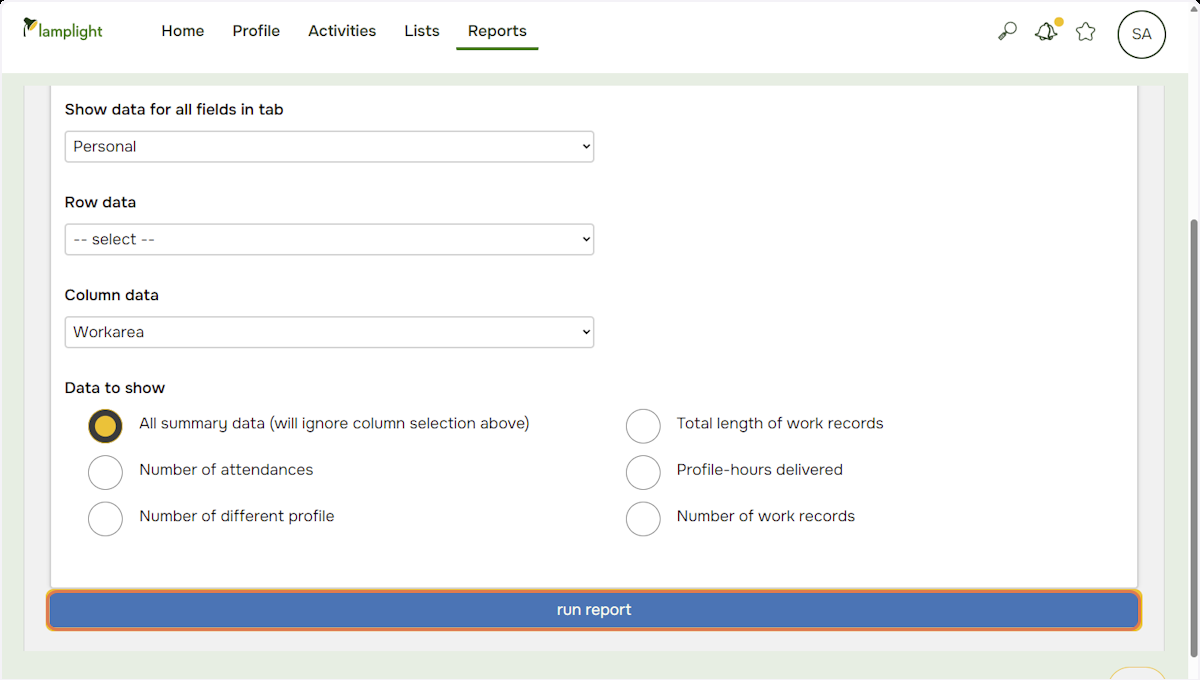 lamplight Home Profile Activities Lists Reports SA
Show data for all fields in tab
Personal
Row data
-- select --
Column data
Workarea
Data to show
All summary data (will ignore column selection above) Total length of work records
Number of attendances Profile-hours delivered
Number of different profile Number of work records
run report